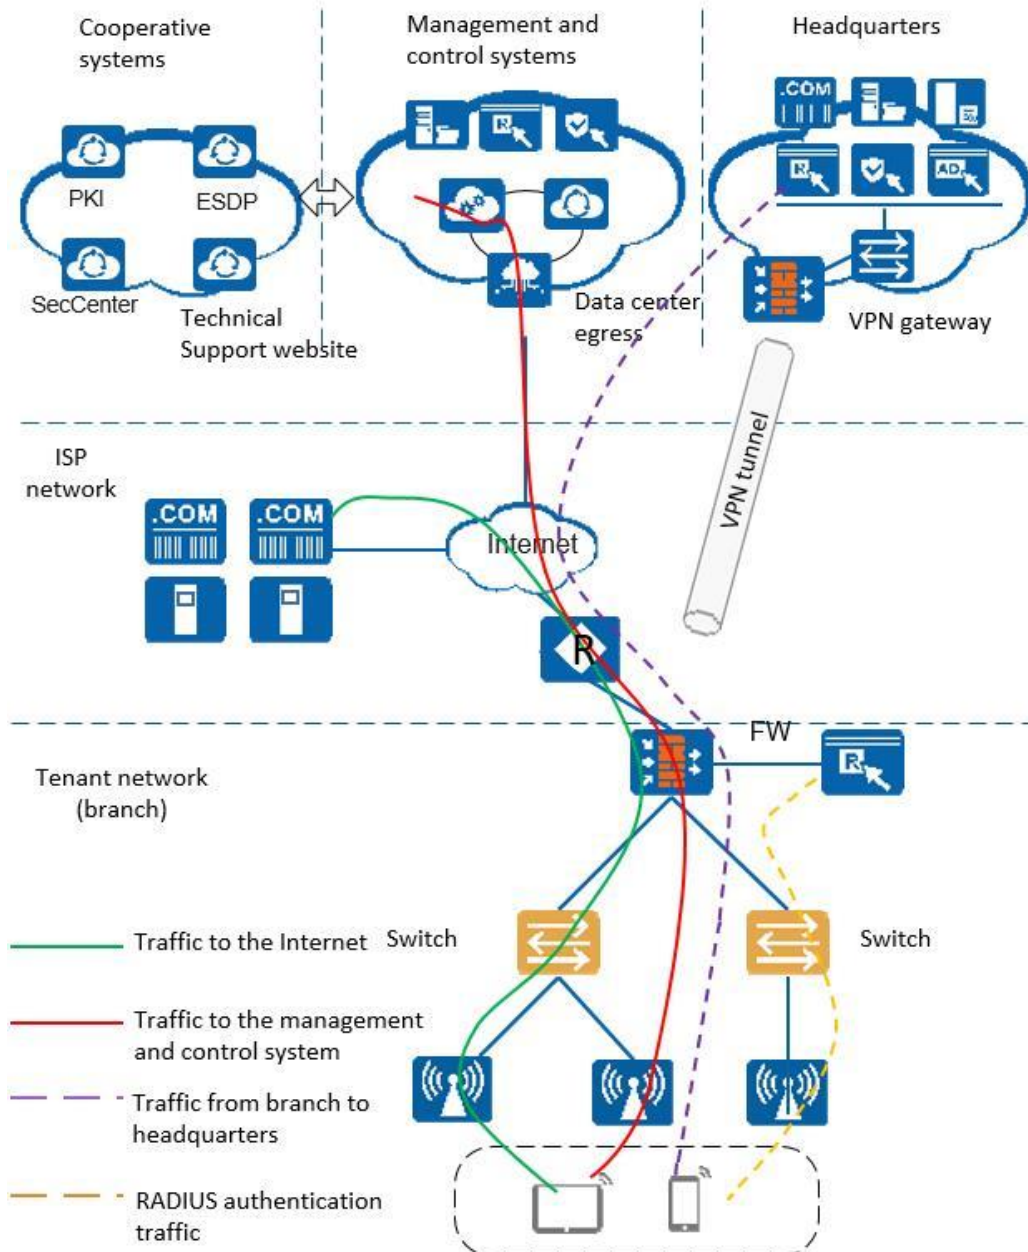 Cooperative
systems
Management and
control systems
Headquarters
.COM
R
R
AD
PKI
ESDP
SecCenter
Technical
Support website
Data center
egress
VPN gateway
VPN tunnel
ISP
network
.COM
.COM
Internet
R
Tenant network
(branch)
FW
R
Switch
Switch
Traffic to the Internet
Traffic to the management
and control system
Traffic from branch to
headquarters
RADIUS authentication
traffic